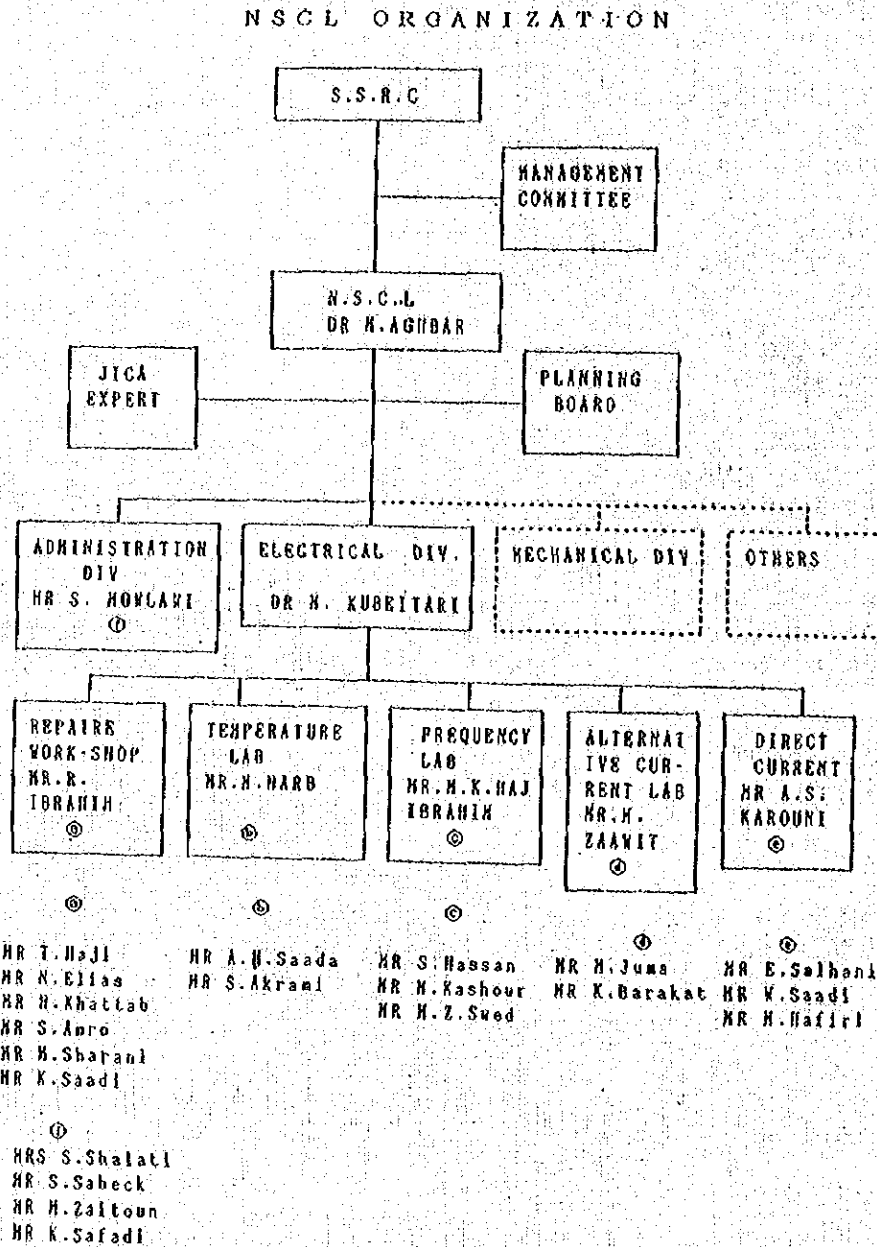 NSCL ORGANIZATION
S.S.R.C
MANAGEMENT
COMMITTEE
N.S.C.L
DR M.AGHBAR
JICA
EXPERT
PLANNING
BOARD
ADMINISTRATION
DIV
MR S. MOWLAWI
ⓕ
ELECTRICAL DIV.
DR M. KUBEITARI
MECHANICAL DIV
OTHERS
REPAIRE
WORK-SHOP
MR.R.
IBRAHIM
ⓐ
TEMPERATURE
LAB
MR.M.HARB
ⓑ
FREQUENCY
LAB
MR.M.K.HAJ
IBRAHIM
ⓒ
ALTERNAT
IVE CUR-
RENT LAB
MR.M.
ZAAWIT
ⓓ
DIRECT
CURRENT
MR A.S.
KAROUNI
ⓔ
ⓐ
MR T.Haji
MR N.Elias
MR M.Khattab
MR S.Amro
MR M.Sharani
MR K.Saadi
ⓑ
MR A.H.Saada
MR S.Akrami
ⓒ
MR S.Hassan
MR M.Kashour
MR M.Z.Swed
ⓓ
MR M.Juma
MR K.Barakat
ⓔ
MR E.Salhani
MR W.Saadi
MR M.Hafiri
ⓕ
MRS S.Shalati
MR S.Sabeck
MR M.Zaitoun
MR K.Safadi